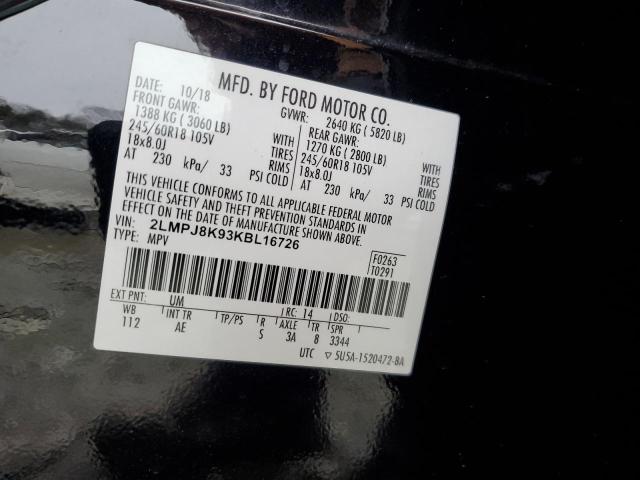 MFD. BY FORD MOTOR CO.
DATE: 10/18 GVWR: 2640 KG ( 5820 LB)
FRONT GAWR: REAR GAWR:
1388 KG ( 3060 LB) WITH 1270 KG ( 2800 LB) WITH
245/60R18 105V TIRES 245/60R18 105V TIRES
18x8.0J RIMS 18x8.0J RIMS
AT 230 kPa/ 33 PSI COLD AT 230 kPa/ 33 PSI COLD
THIS VEHICLE CONFORMS TO ALL APPLICABLE FEDERAL MOTOR
VEHICLE SAFETY AND THEFT PREVENTION STANDARDS IN
EFFECT ON THE DATE OF MANUFACTURE SHOWN ABOVE.
VIN: 2LMPJ8K93KBL16726
TYPE: MPV
F0263
T0291
EXT PNT: UM RC: 14 DSO:
WB INT TR TP/PS R AXLE TR SPR
112 AE S 3A 8 3344
UTC ▽ 5U5A-1520472-BA